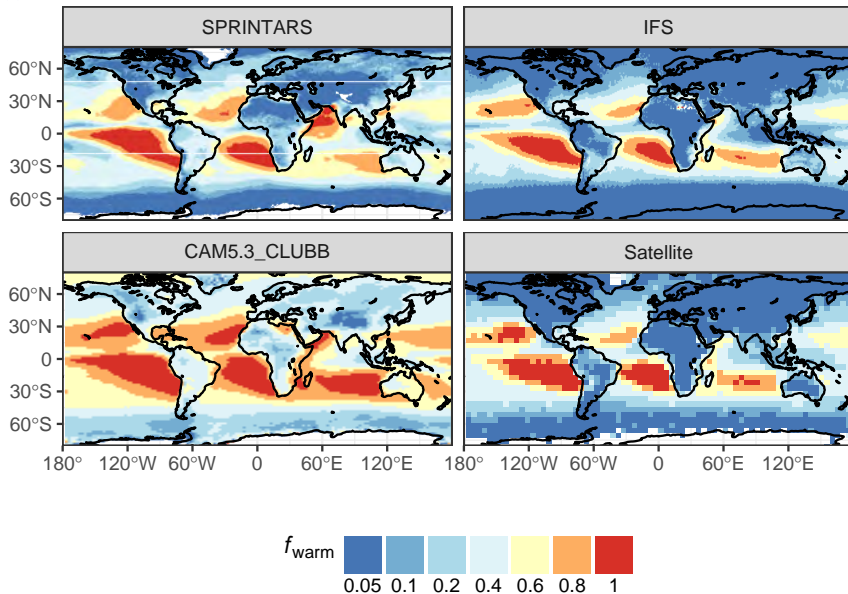 SPRINTARS IFS
60°N
30°N
0
30°S
60°S
CAM5.3_CLUBB Satellite
60°N
30°N
0
30°S
60°S
180° 120°W 60°W 0 60°E 120°E 180° 120°W 60°W 0 60°E 120°E
f_warm
0.05 0.1 0.2 0.4 0.6 0.8 1